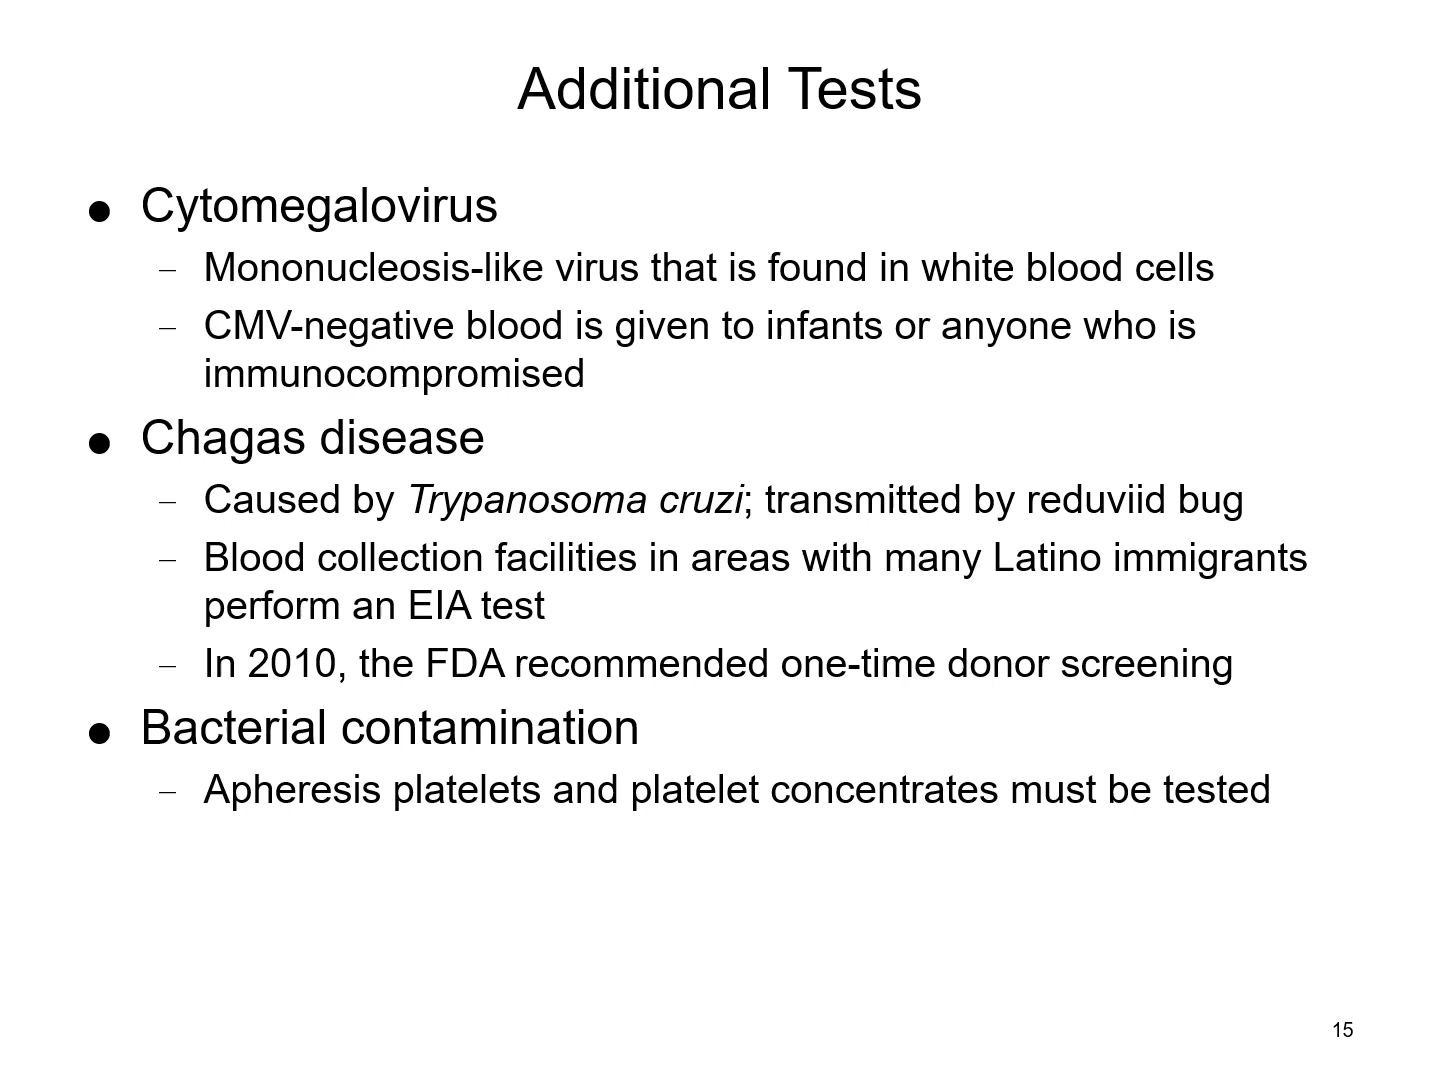 Additional Tests
● Cytomegalovirus
– Mononucleosis-like virus that is found in white blood cells
– CMV-negative blood is given to infants or anyone who is
immunocompromised
● Chagas disease
– Caused by Trypanosoma cruzi; transmitted by reduviid bug
– Blood collection facilities in areas with many Latino immigrants
perform an EIA test
– In 2010, the FDA recommended one-time donor screening
● Bacterial contamination
– Apheresis platelets and platelet concentrates must be tested
15